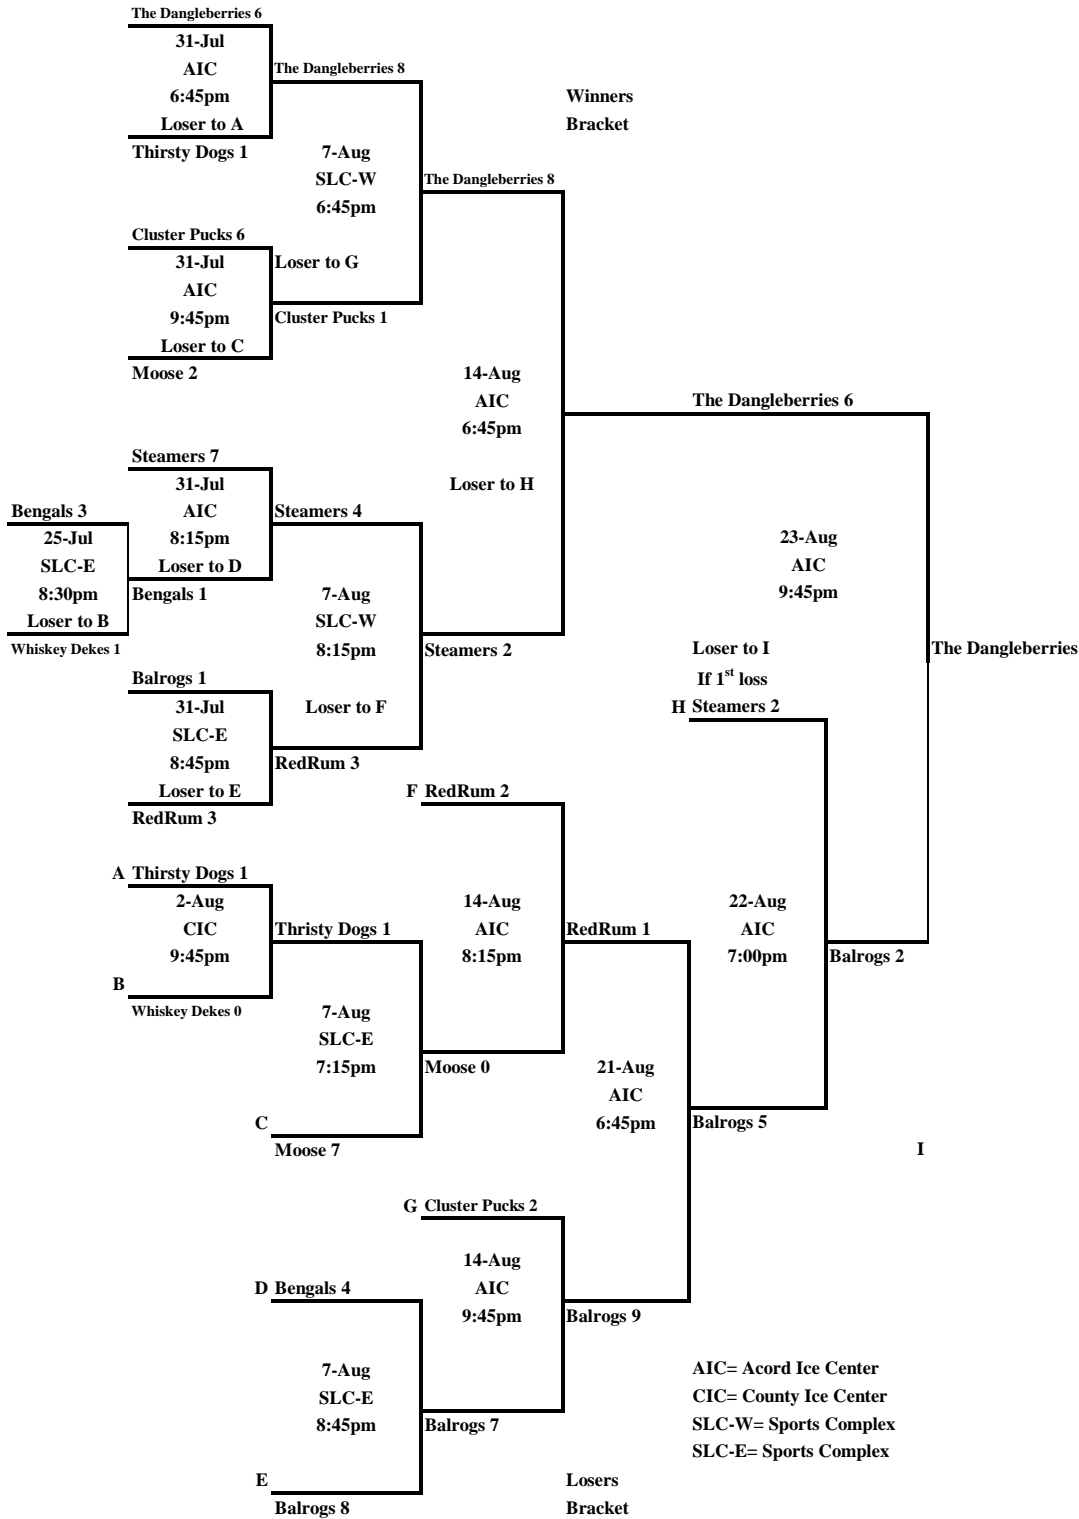 The Dangleberries 6
31-Jul
AIC
6:45pm
Loser to A
Thirsty Dogs 1
The Dangleberries 8
Winners
Bracket
7-Aug
SLC-W
6:45pm
The Dangleberries 8
Cluster Pucks 6
31-Jul
AIC
9:45pm
Loser to C
Moose 2
Loser to G
Cluster Pucks 1
14-Aug
AIC
6:45pm
Loser to H
The Dangleberries 6
Steamers 7
31-Jul
AIC
8:15pm
Loser to D
Bengals 1
Bengals 3
25-Jul
SLC-E
8:30pm
Loser to B
Whiskey Dekes 1
Steamers 4
7-Aug
SLC-W
8:15pm
Loser to F
Steamers 2
23-Aug
AIC
9:45pm
Loser to I
If 1st loss
The Dangleberries
Balrogs 1
31-Jul
SLC-E
8:45pm
Loser to E
RedRum 3
RedRum 3
H Steamers 2
F RedRum 2
A Thirsty Dogs 1
2-Aug
CIC
9:45pm
B
Whiskey Dekes 0
Thristy Dogs 1
14-Aug
AIC
8:15pm
RedRum 1
22-Aug
AIC
7:00pm
Balrogs 2
7-Aug
SLC-E
7:15pm
Moose 0
C
Moose 7
21-Aug
AIC
6:45pm
Balrogs 5
I
G Cluster Pucks 2
14-Aug
AIC
9:45pm
D Bengals 4
Balrogs 9
7-Aug
SLC-E
8:45pm
Balrogs 7
E
Balrogs 8
AIC= Acord Ice Center
CIC= County Ice Center
SLC-W= Sports Complex
SLC-E= Sports Complex
Losers
Bracket